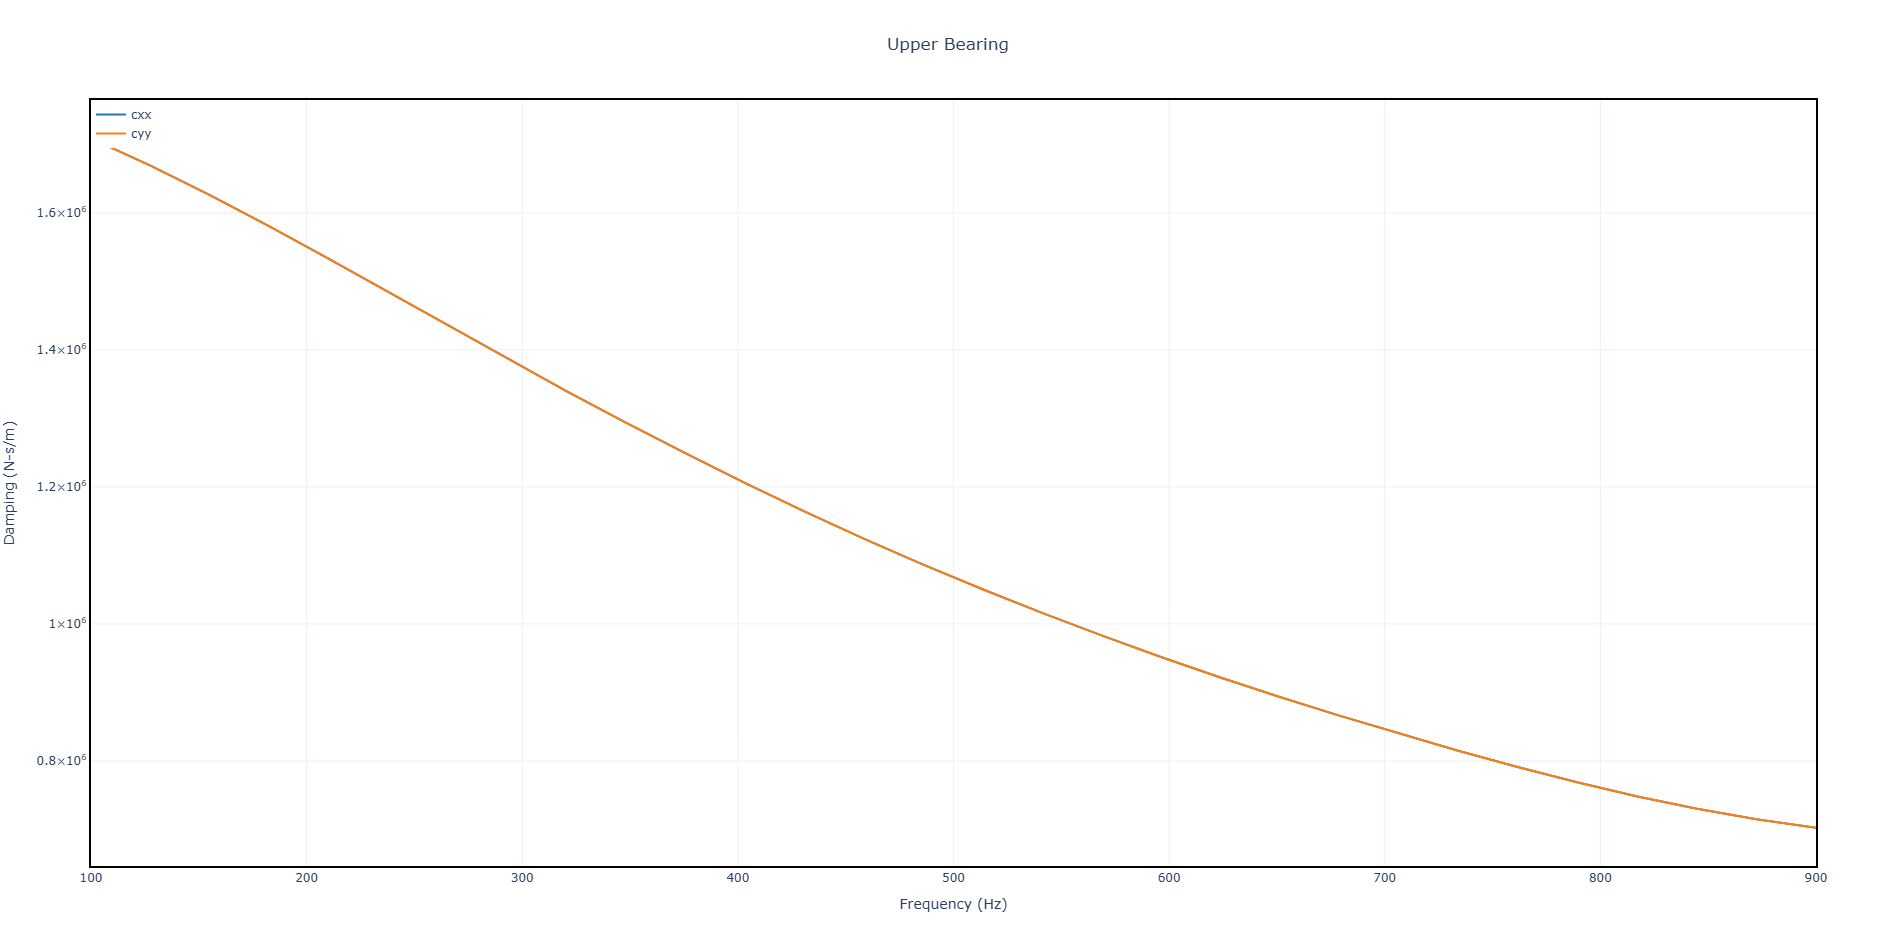 Upper Bearing
cxx
cyy
1.6×10⁶
1.4×10⁶
1.2×10⁶
1×10⁶
0.8×10⁶
Damping (N-s/m)
100 200 300 400 500 600 700 800 900
Frequency (Hz)